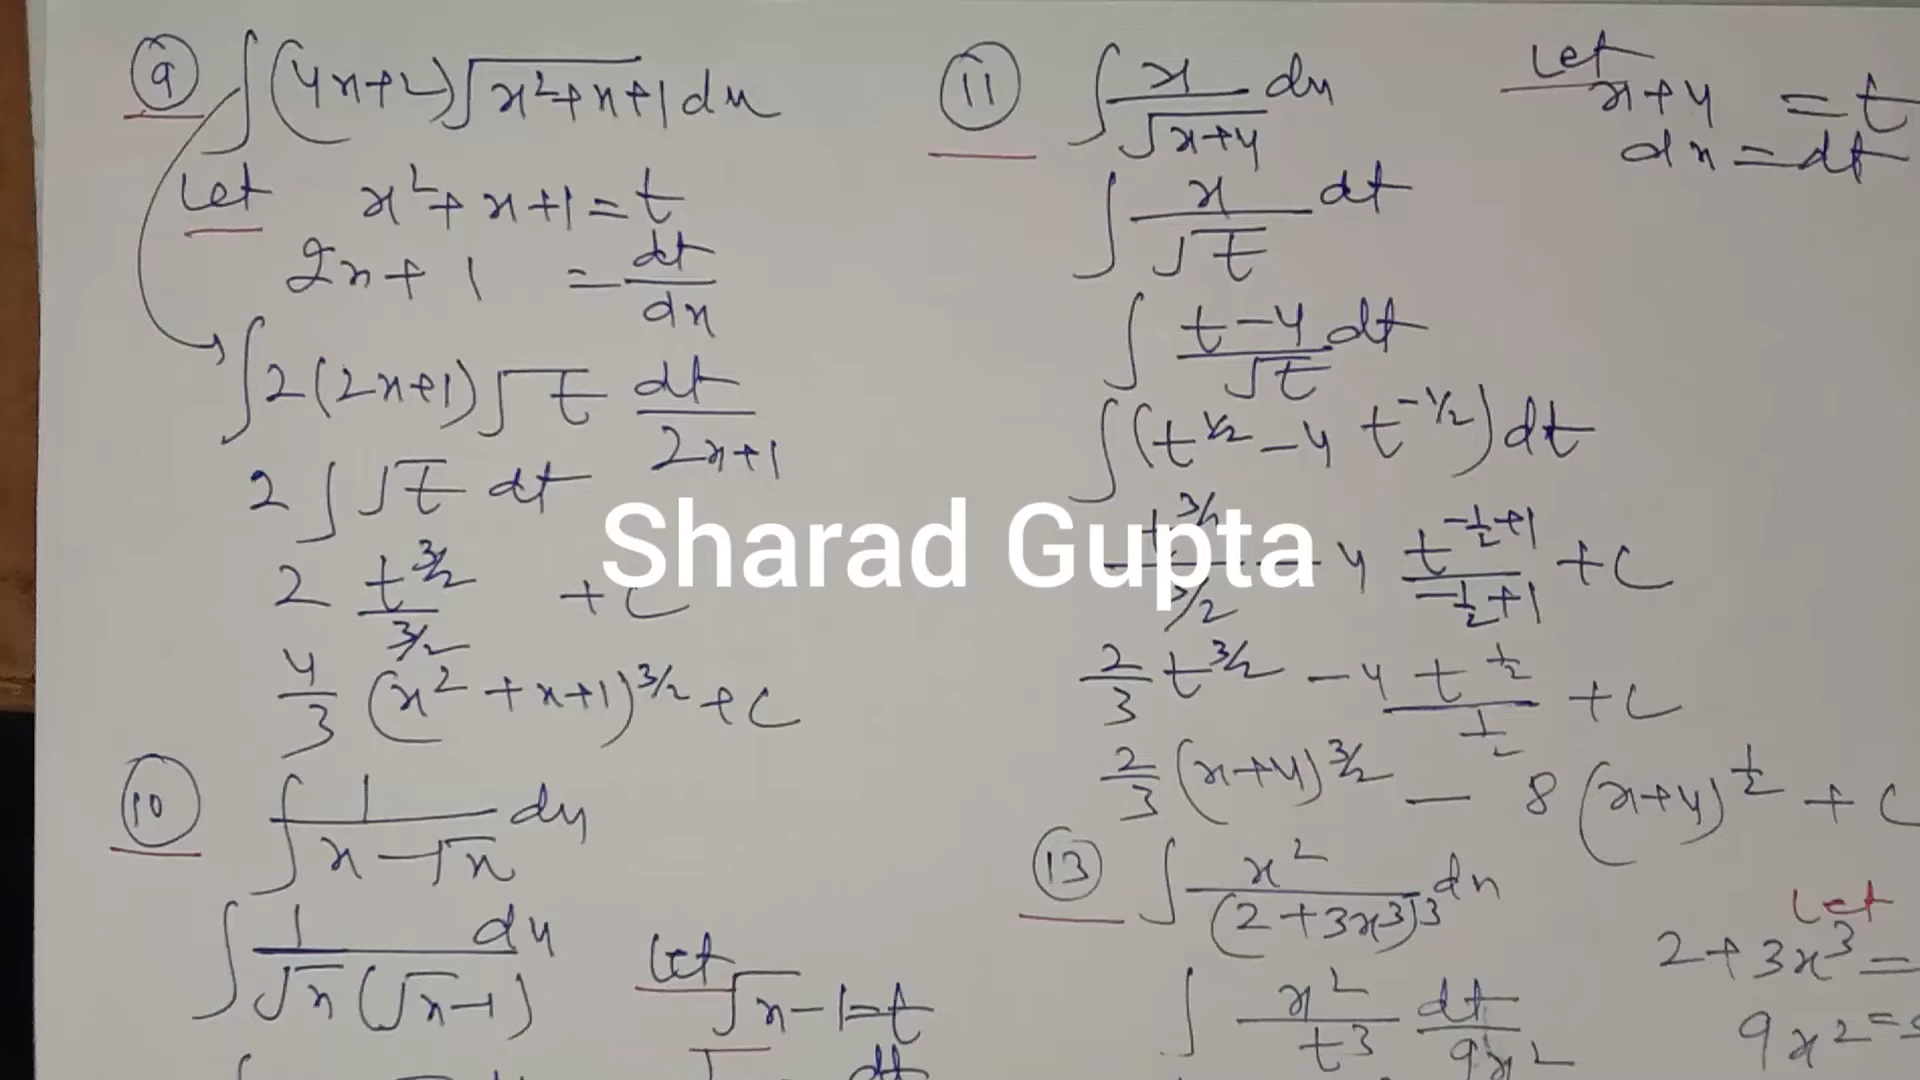 9 ∫(4x+2)√x²+x+1 dx
Let x²+x+1=t
2x+1 = dt/dx
∫2(2x+1)√t dt/2x+1
2∫√t dt
2 t^3/2 / 3/2 +C
4/3 (x²+x+1)^3/2 +C
10 ∫ 1/x-√x dx
∫ 1/√x(√x-1) dx
Let √x-1=t
dt
11 ∫ x/√x+4 dx
Let x+4 = t
dx = dt
∫ x/√t dt
∫ t-4/√t dt
∫(t^1/2 -4 t^-1/2)dt
t^3/2 / 3/2 - 4 t^-1/2+1 / -1/2+1 +C
2/3 t^3/2 -4 t^1/2 / 1/2 +C
2/3 (x+4)^3/2 - 8(x+4)^1/2 + C
13 ∫ x²/(2+3x³)³ dx
Let
2+3x³ =
9x² =
∫ x²/t³ dt/9x²
Sharad Gupta